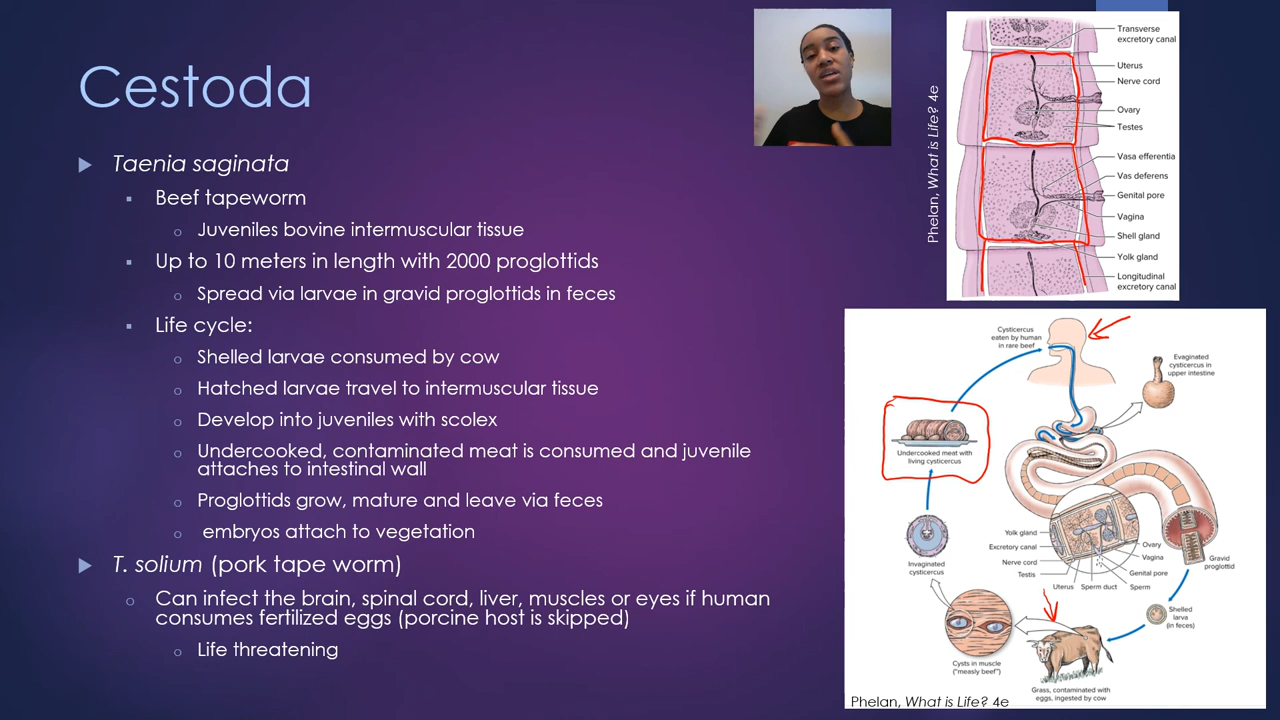 Cestoda
Taenia saginata
Beef tapeworm
Juveniles bovine intermuscular tissue
Up to 10 meters in length with 2000 proglottids
Spread via larvae in gravid proglottids in feces
Life cycle:
Shelled larvae consumed by cow
Hatched larvae travel to intermuscular tissue
Develop into juveniles with scolex
Undercooked, contaminated meat is consumed and juvenile
attaches to intestinal wall
Proglottids grow, nature and leave via feces
embryos attach to vegetation
T. solium (pork tape worm)
Can infect the brain, spinal cord, liver, muscles or eyes if human
consumes shelled eggs (porcine host is skipped)
Life threatening
Phelan, What is Life? 4e
Transverse
excretory canal
Uterus
Nerve cord
Ovary
Testes
Vasa efferentia
Vas deferens
Genital pore
Vagina
Shell gland
Yolk gland
Longitudinal
excretory canal
Cysticercus
eaten by human
in rare beef
Evaginated
cysticercus in
upper intestine
Undercooked meat with
living cysticercus
Invaginated
cysticercus
Yolk gland
Excretory canal
Nerve cord
Testis
Uterus
Sperm duct
Sperm
Genital pore
Vagina
Ovary
Gravid
proglottid
Shelled
larva
(in feces)
Cysts in muscle
("measly beef")
Grass, contaminated with
eggs, ingested by cow
Phelan, What is Life? 4e